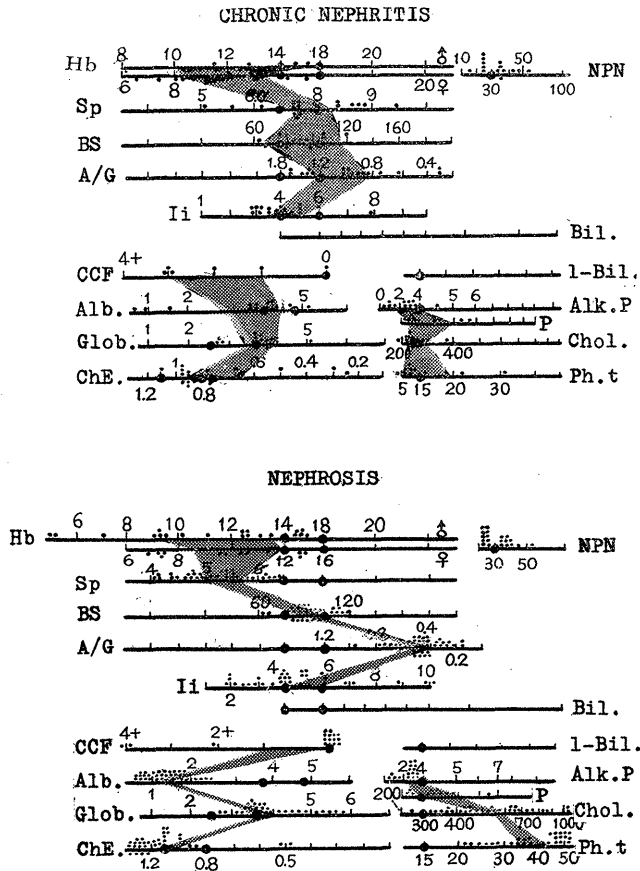 CHRONIC NEPHRITIS
8 10 12 14 18 20 ♂ 10 50
Hb NPN
6 8 20 ♀ 30 100
5 60 8 9
Sp
60 120 160
BS
1.8 1.2 0.8 0.4
A/G
1 4 6 8
Ii
Bil.
4+ 0
CCF 1-Bil.
1 2 5 0 2 4 5 6
Alb. Alk.P
P
1 2 5 200 400
Glob. Chol.
1 0.4 0.2
ChE. Ph.t
1.2 0.8 5 15 20 30
NEPHROSIS
6 8 10 12 14 18 20 ♂
Hb NPN
6 8 10 12 16 ♀ 30 50
4 5 6
Sp
60 120
BS
1.2 0.4
A/G
0.2
4 6 10
Ii
2 8
Bil.
4+ 2+
CCF 1-Bil.
2 4 5 2 4 5 7
Alb. Alk.P
P
1 2 5 6 200
Glob. Chol.
300 400 700 1000
ChE. Ph.t
1.2 0.8 0.5 15 20 30 40 50